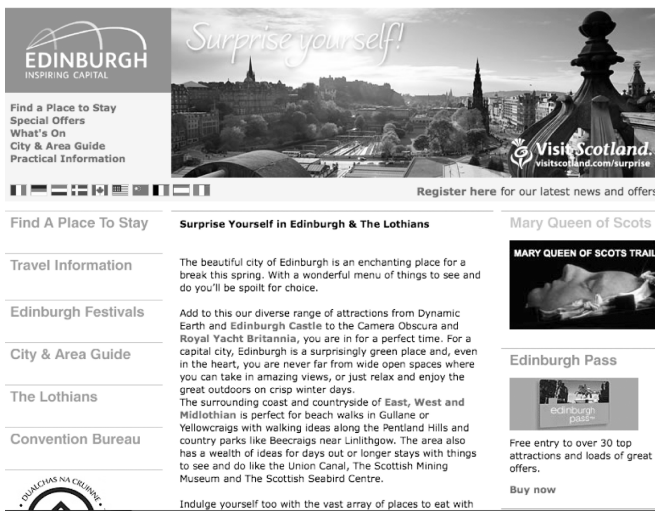 EDINBURGH
INSPIRING CAPITAL
Surprise yourself!
Visit Scotland.
visitscotland.com/surprise
Find a Place to Stay
Special Offers
What's On
City & Area Guide
Practical Information
Register here for our latest news and offers
Find A Place To Stay
Travel Information
Edinburgh Festivals
City & Area Guide
The Lothians
Convention Bureau
DUALCHAS NA CRUINNE
Surprise Yourself in Edinburgh & The Lothians
The beautiful city of Edinburgh is an enchanting place for a
break this spring. With a wonderful menu of things to see and
do you'll be spoilt for choice.
Add to this our diverse range of attractions from Dynamic
Earth and Edinburgh Castle to the Camera Obscura and
Royal Yacht Britannia, you are in for a perfect time. For a
capital city, Edinburgh is a surprisingly green place and, even
in the heart, you are never far from wide open spaces where
you can take in amazing views, or just relax and enjoy the
great outdoors on crisp winter days.
The surrounding coast and countryside of East, West and
Midlothian is perfect for beach walks in Gullane or
Yellowcraigs with walking ideas along the Pentland Hills and
country parks like Beecraigs near Linlithgow. The area also
has a wealth of ideas for days out or longer stays with things
to see and do like the Union Canal, The Scottish Mining
Museum and The Scottish Seabird Centre.
Indulge yourself too with the vast array of places to eat with
Mary Queen of Scots
MARY QUEEN OF SCOTS TRAIL
Edinburgh Pass
edinburgh
pass
Free entry to over 30 top
attractions and loads of great
offers.
Buy now